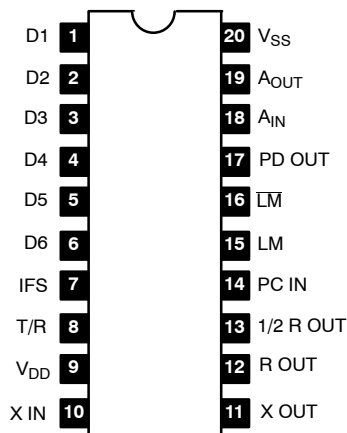 D1 1 20 VSS
D2 2 19 AOUT
D3 3 18 AIN
D4 4 17 PD OUT
D5 5 16 L̅M̅
D6 6 15 LM
IFS 7 14 PC IN
T/R 8 13 1/2 R OUT
VDD 9 12 R OUT
X IN 10 11 X OUT